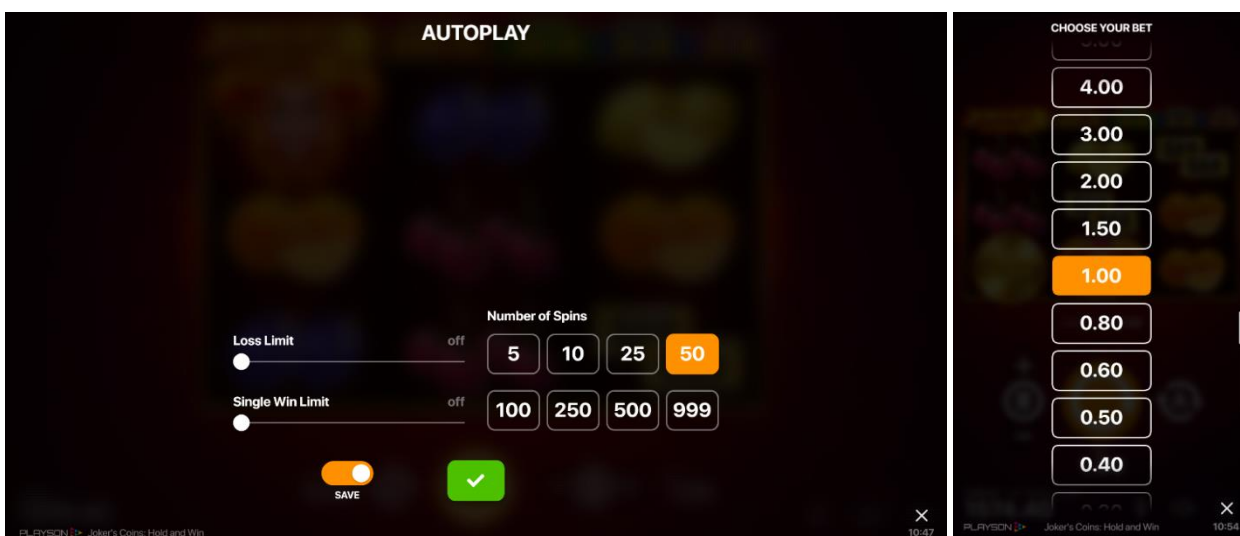 AUTOPLAY
Number of Spins
Loss Limit off
5 10 25 50
Single Win Limit off
100 250 500 999
SAVE
PLAYSON Joker's Coins: Hold and Win
10:47
CHOOSE YOUR BET
4.00
3.00
2.00
1.50
1.00
0.80
0.60
0.50
0.40
PLAYSON Joker's Coins: Hold and Win
10:54